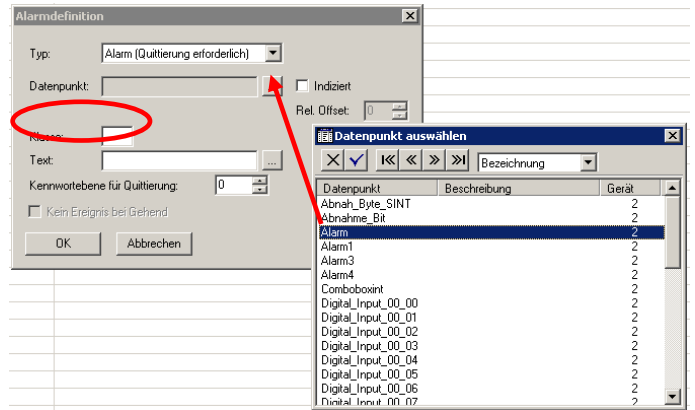 Alarmdefinition
Typ: Alarm (Quittierung erforderlich)
Datenpunkt: Indiziert
Rel. Offset: 0
Klasse:
Text: ...
Kennwortebene für Quittierung: 0
Kein Ereignis bei Gehend
OK Abbrechen
Datenpunkt auswählen
Bezeichnung
Datenpunkt Beschreibung Gerät
Abnah_Byte_SINT 2
Abnahme_Bit 2
Alarm 2
Alarm1 2
Alarm3 2
Alarm4 2
Comboboxint 2
Digital_Input_00_00 2
Digital_Input_00_01 2
Digital_Input_00_02 2
Digital_Input_00_03 2
Digital_Input_00_04 2
Digital_Input_00_05 2
Digital_Input_00_06 2
Digital_Input_00_07 2